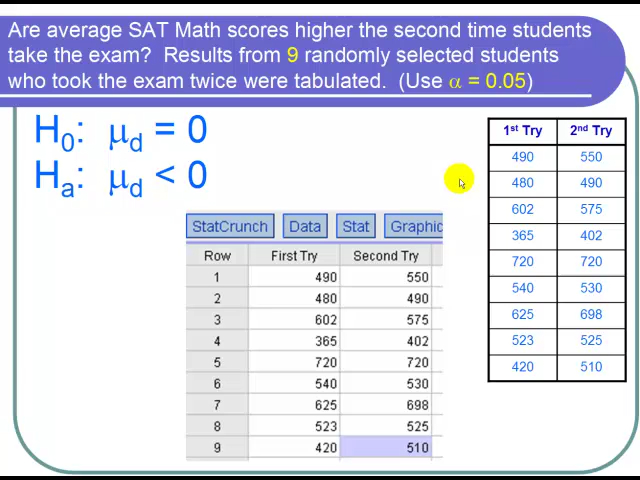 Are average SAT Math scores higher the second time students
take the exam? Results from 9 randomly selected students
who took the exam twice were tabulated. (Use α = 0.05)
H₀: μd = 0
Hₐ: μd < 0
1st Try 2nd Try
490 550
480 490
602 575
365 402
720 720
540 530
625 698
523 525
420 510
StatCrunch Data Stat Graphic
Row First Try Second Try
1 490 550
2 480 490
3 602 575
4 365 402
5 720 720
6 540 530
7 625 698
8 523 525
9 420 510